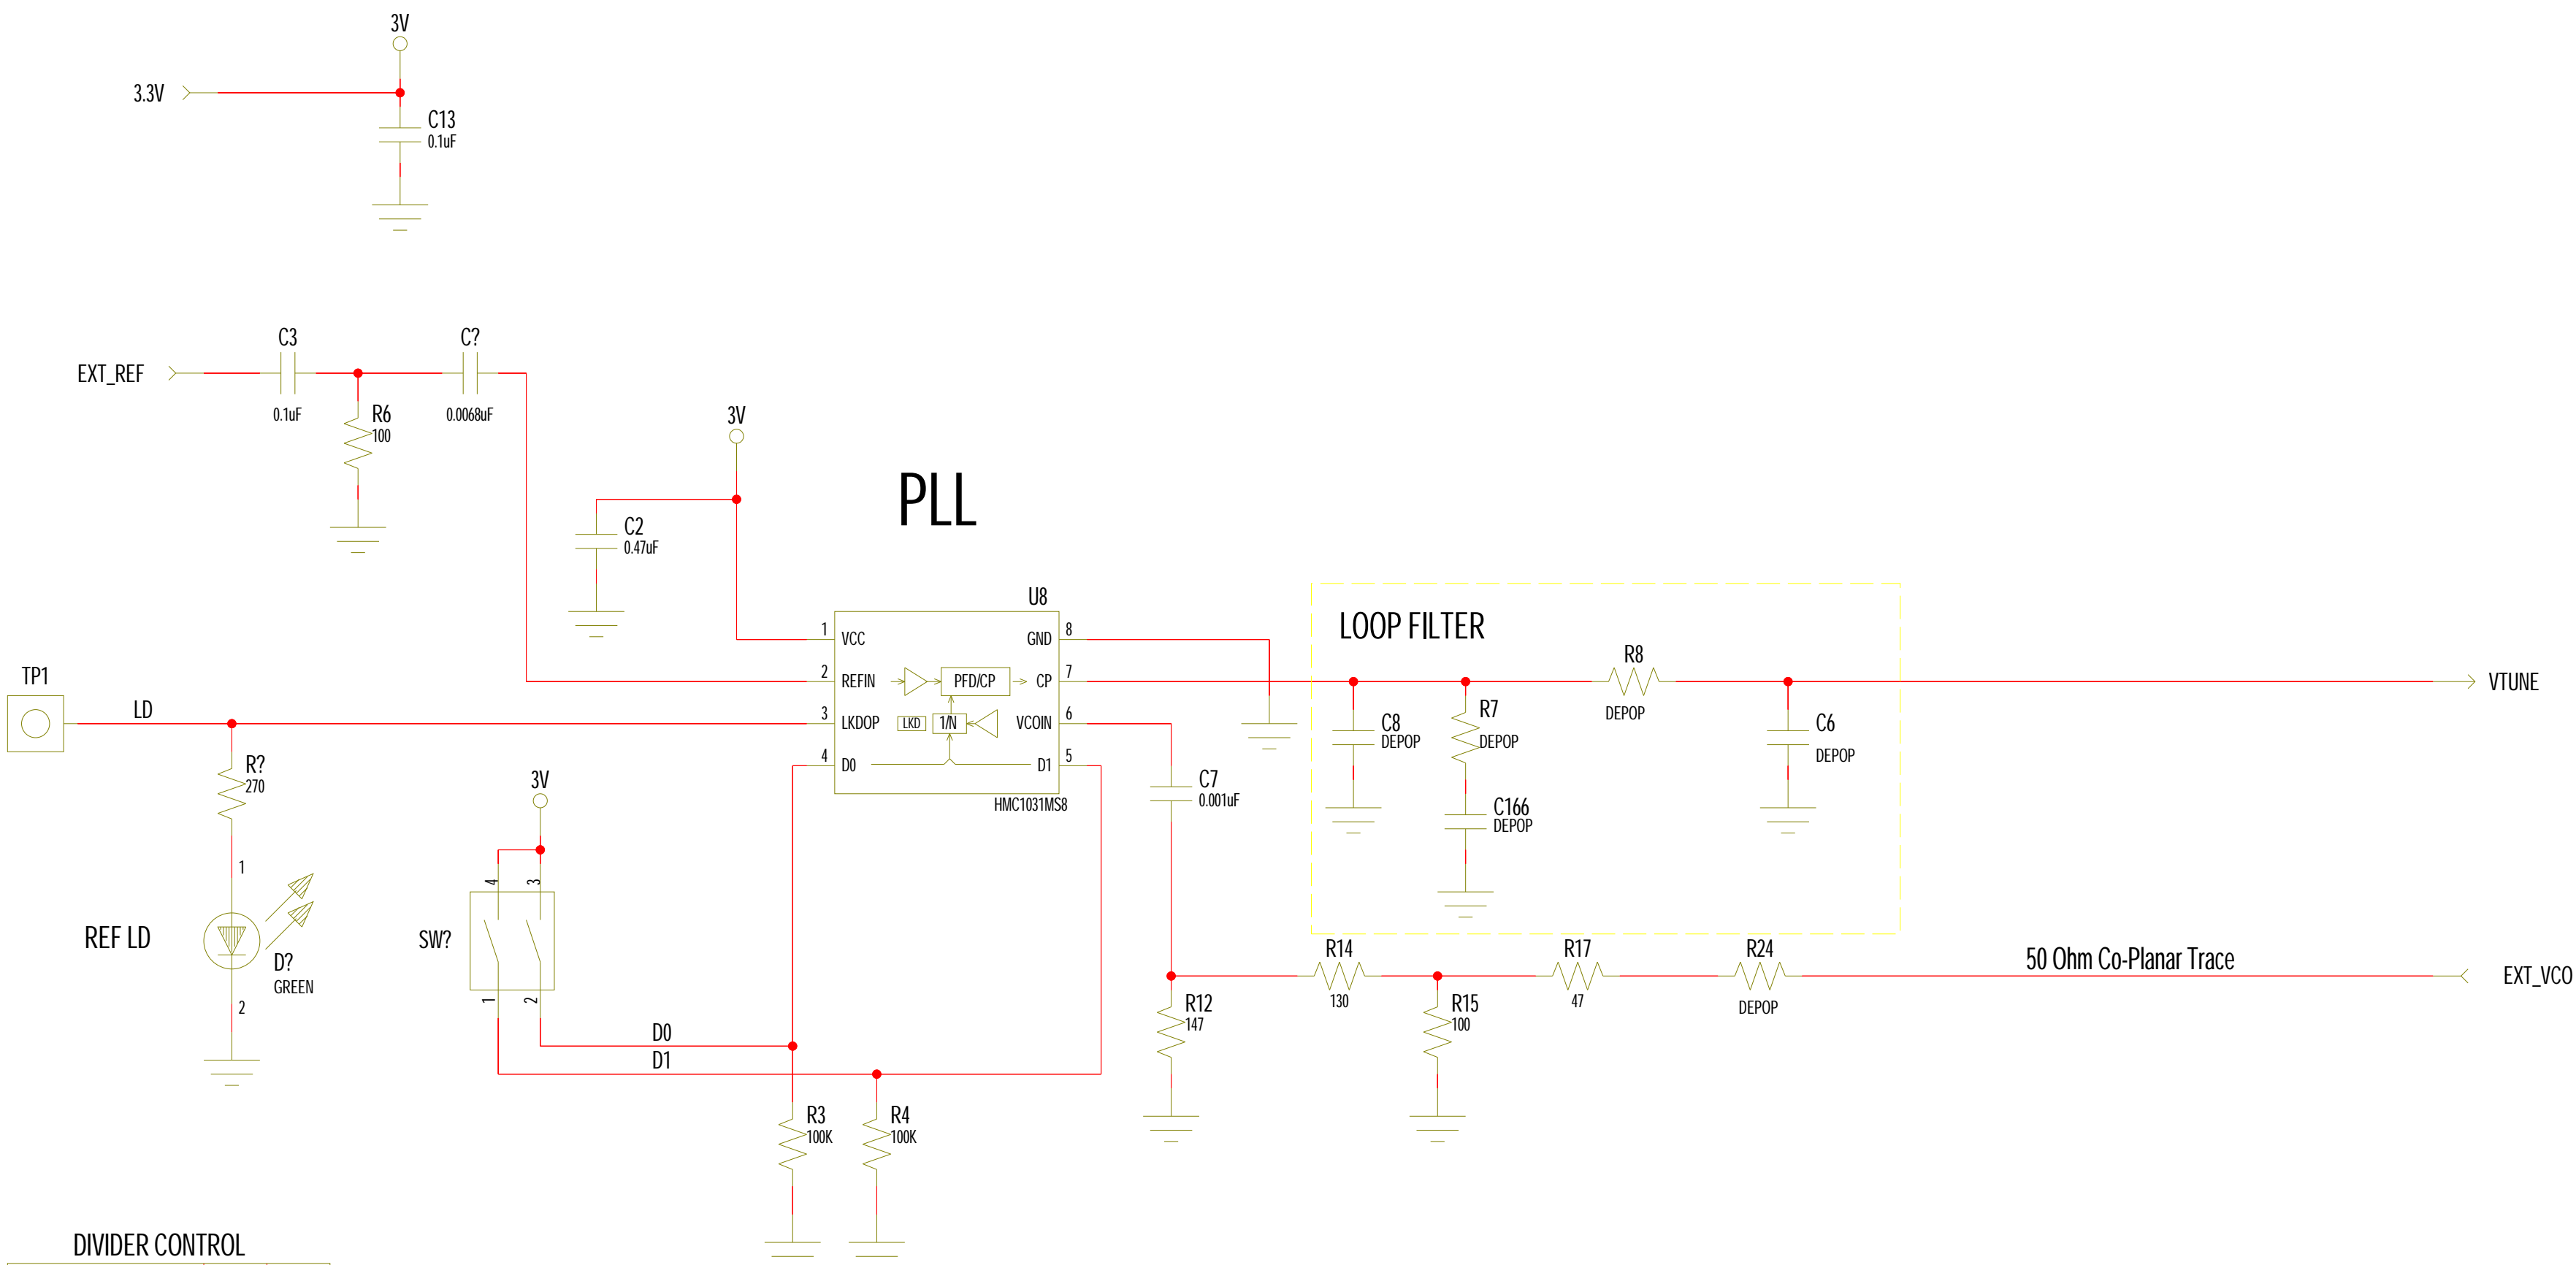 3V
3.3V
C13
0.1uF
C3
C?
EXT_REF
0.1uF
R6
100
0.0068uF
3V
PLL
C2
0.47uF
U8
1
VCC
GND
8
2
REFIN
PFD/CP
CP
7
3
LKDOP
LKD
1/N
VCOIN
6
4
D0
D1
5
HMC1031MS8
LOOP FILTER
R8
DEPOP
VTUNE
C8
DEPOP
R7
DEPOP
C6
DEPOP
C166
DEPOP
TP1
LD
R?
270
1
REF LD
D?
GREEN
2
3V
4
3
SW?
1
2
D0
D1
C7
0.001uF
R14
130
R17
47
R24
DEPOP
50 Ohm Co-Planar Trace
EXT_VCO
R12
147
R15
100
R3
100K
R4
100K
DIVIDER CONTROL